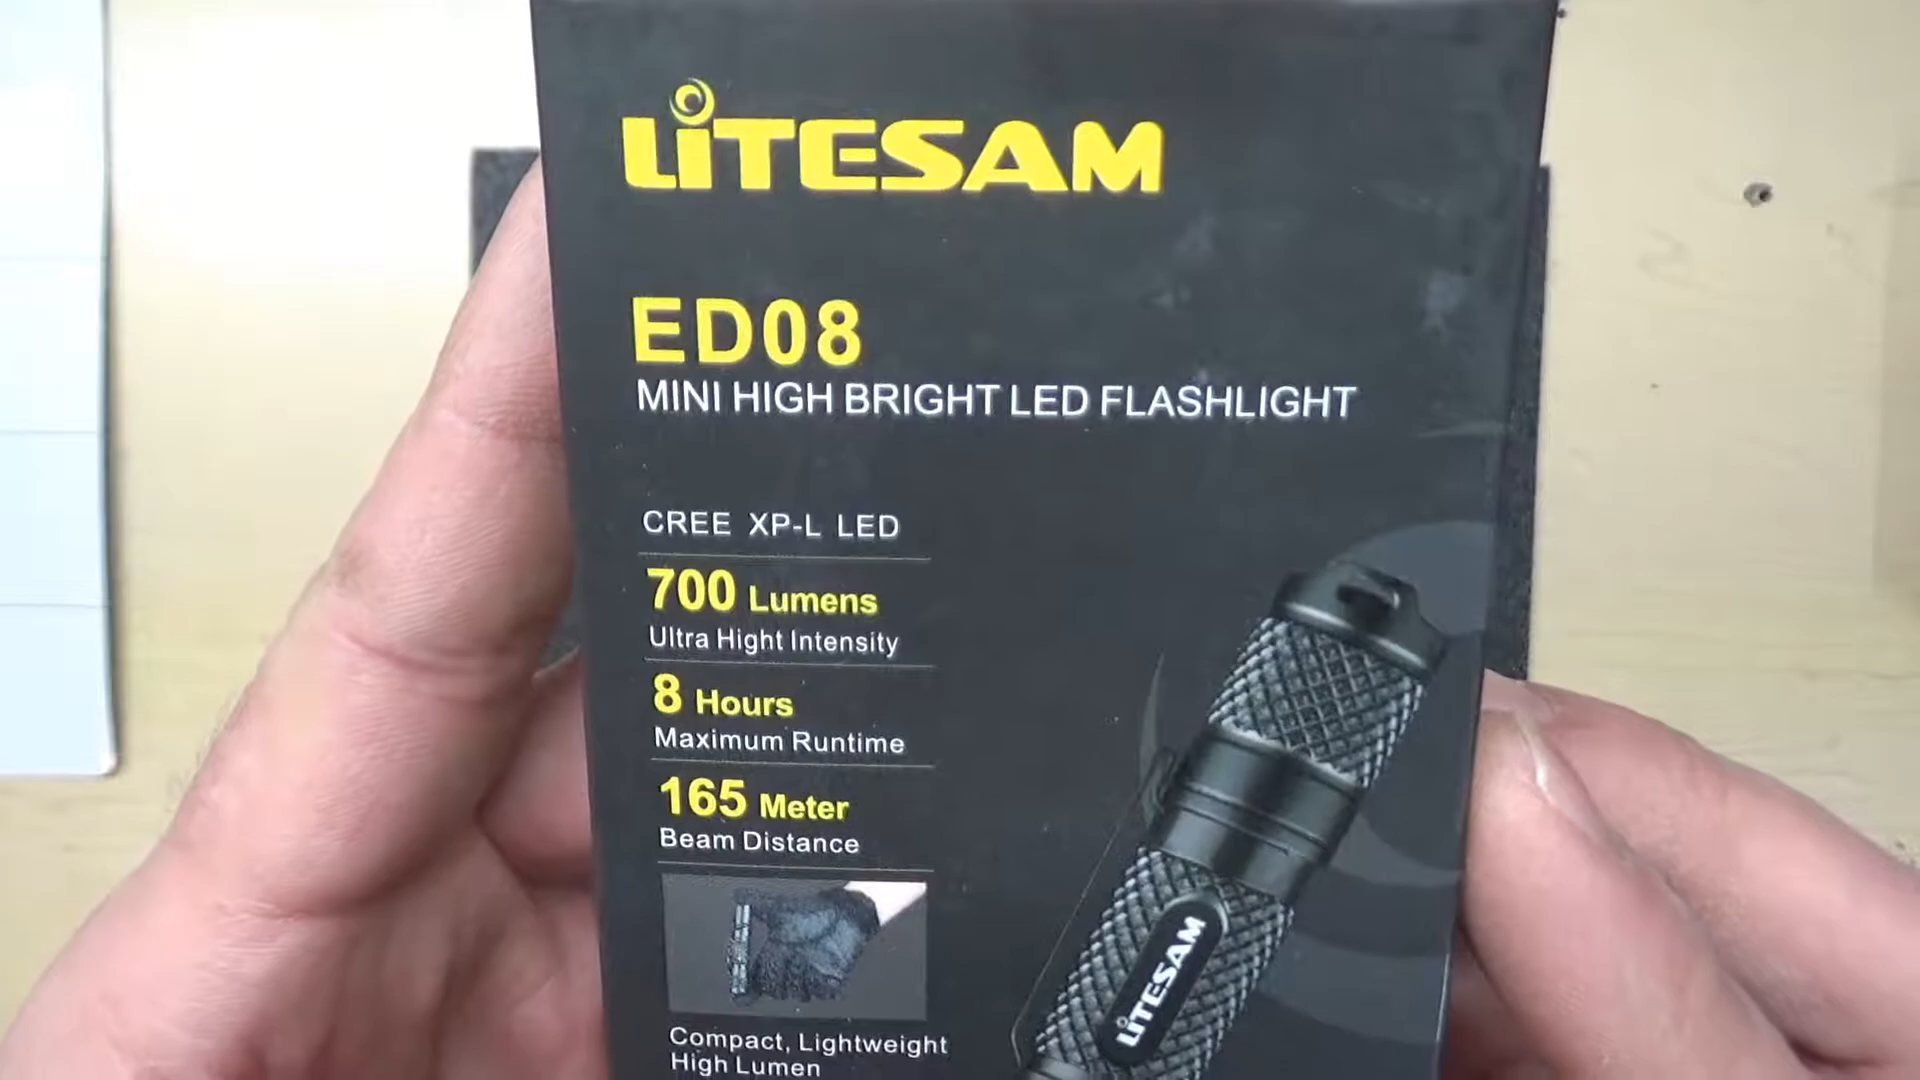 LiTESAM
ED08
MINI HIGH BRIGHT LED FLASHLIGHT
CREE XP-L LED
700 Lumens
Ultra Hight Intensity
8 Hours
Maximum Runtime
165 Meter
Beam Distance
LiTESAM
Compact, Lightweight
High Lumen